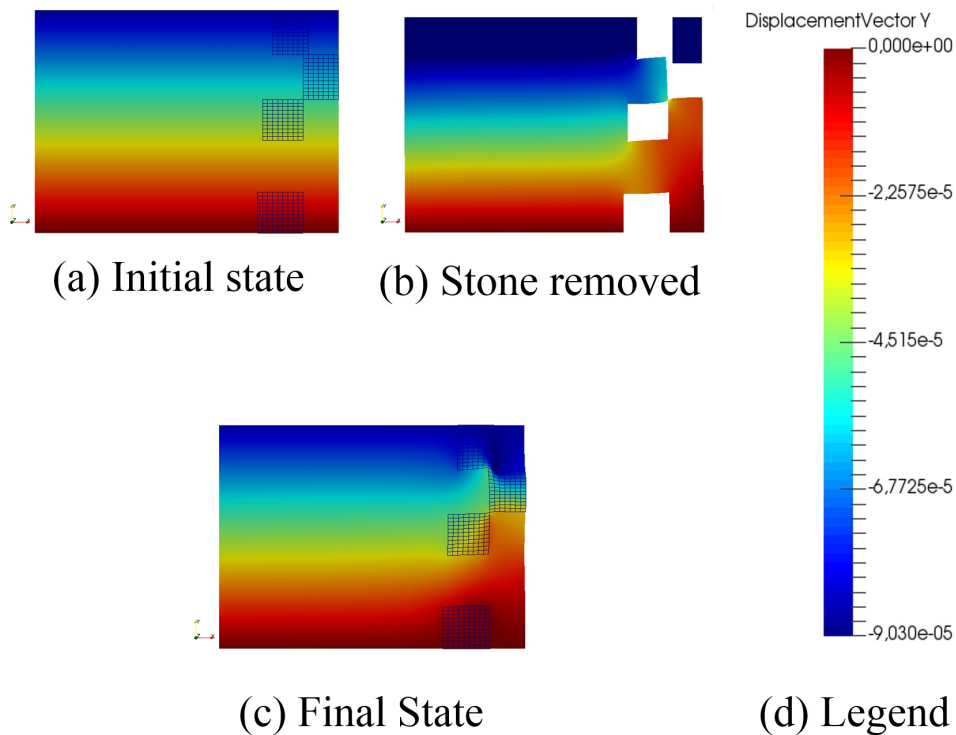 DisplacementVector Y
0,000e+00
-2,2575e-5
-4,515e-5
-6,7725e-5
-9,030e-05
(a) Initial state
(b) Stone removed
(c) Final State
(d) Legend